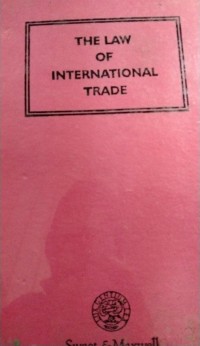 THE LAW
OF
INTERNATIONAL
TRADE
Sweet & Maxwell